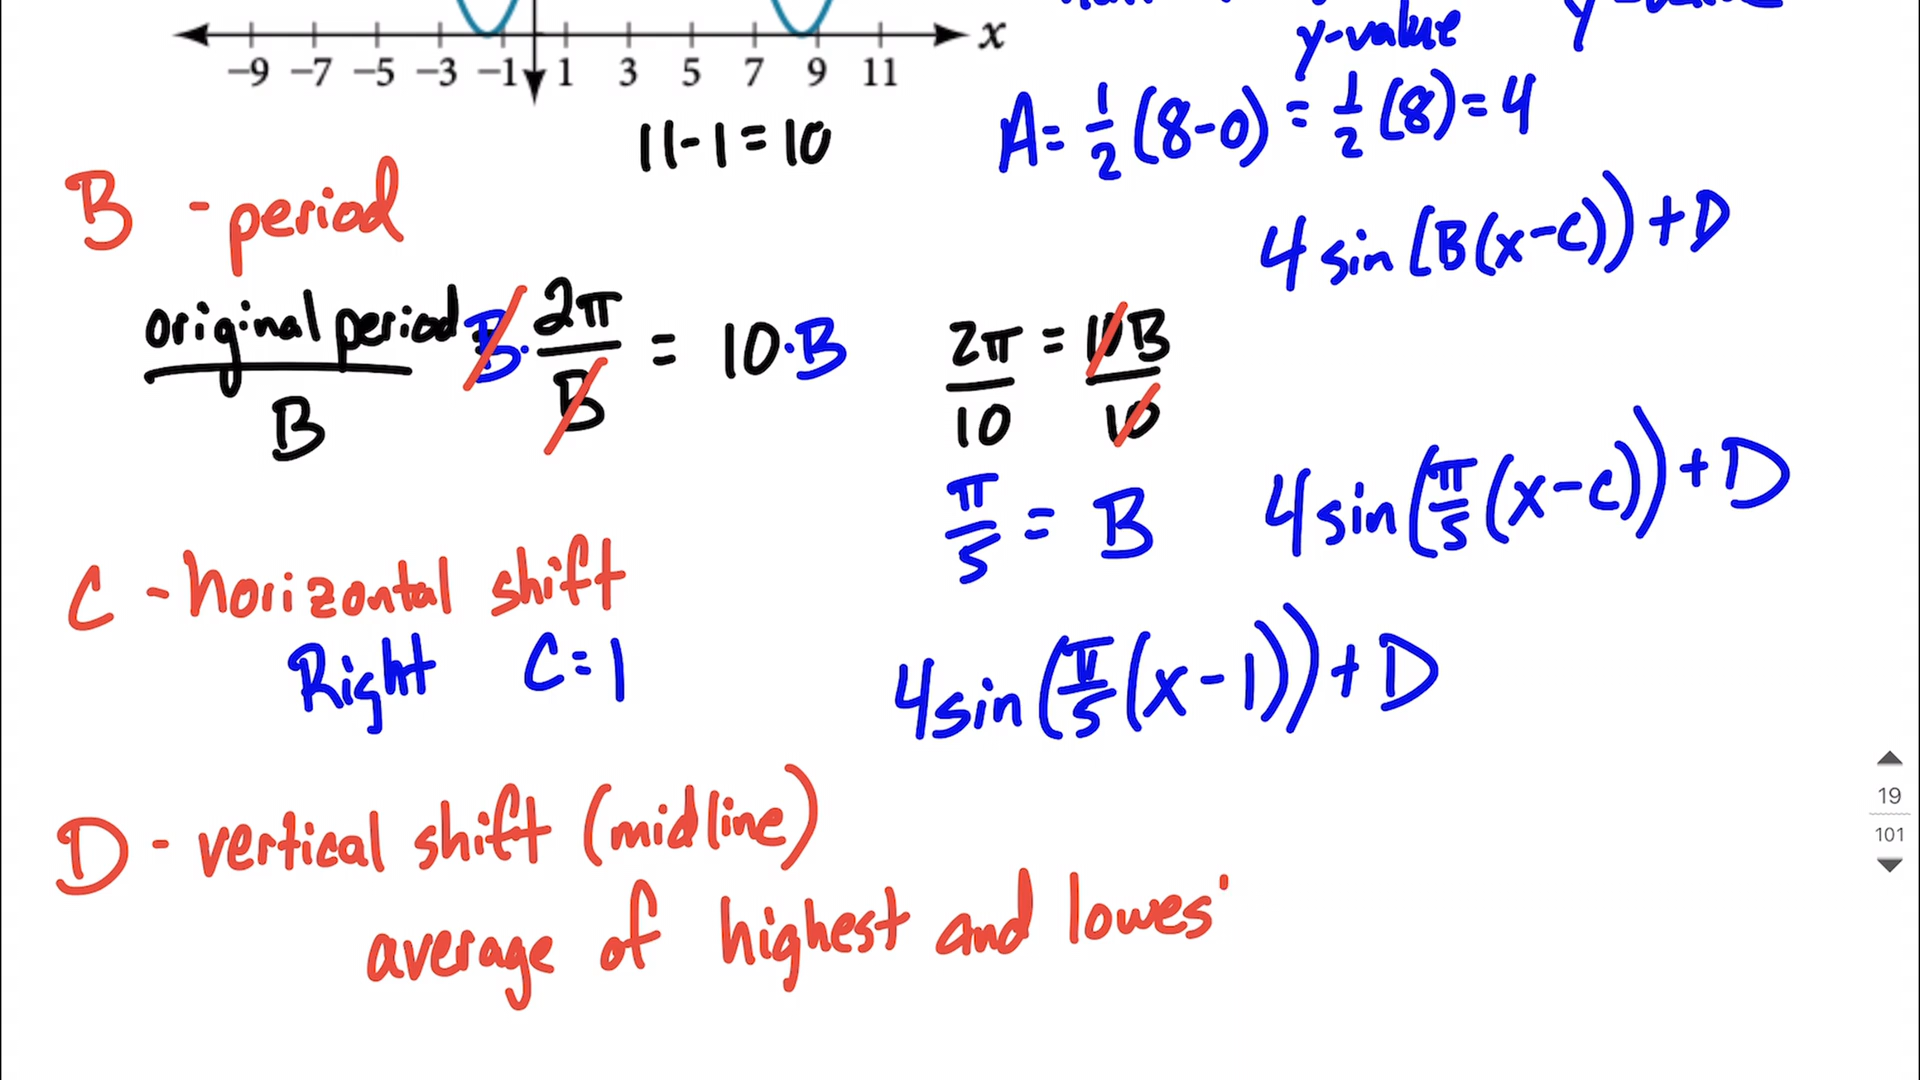 y-value
x
−9 −7 −5 −3 −1 1 3 5 7 9 11
11-1=10
A= 1/2 (8-0) = 1/2 (8)=4
B - period
4 sin (B(x-C)) + D
original period / B
B · 2π/B = 10·B
2π/10 = 10B/10
π/5 = B
4 sin (π/5 (x-C)) + D
C - horizontal shift
Right C=1
4 sin (π/5 (x-1)) + D
D - vertical shift (midline)
average of highest and lowes
19
101